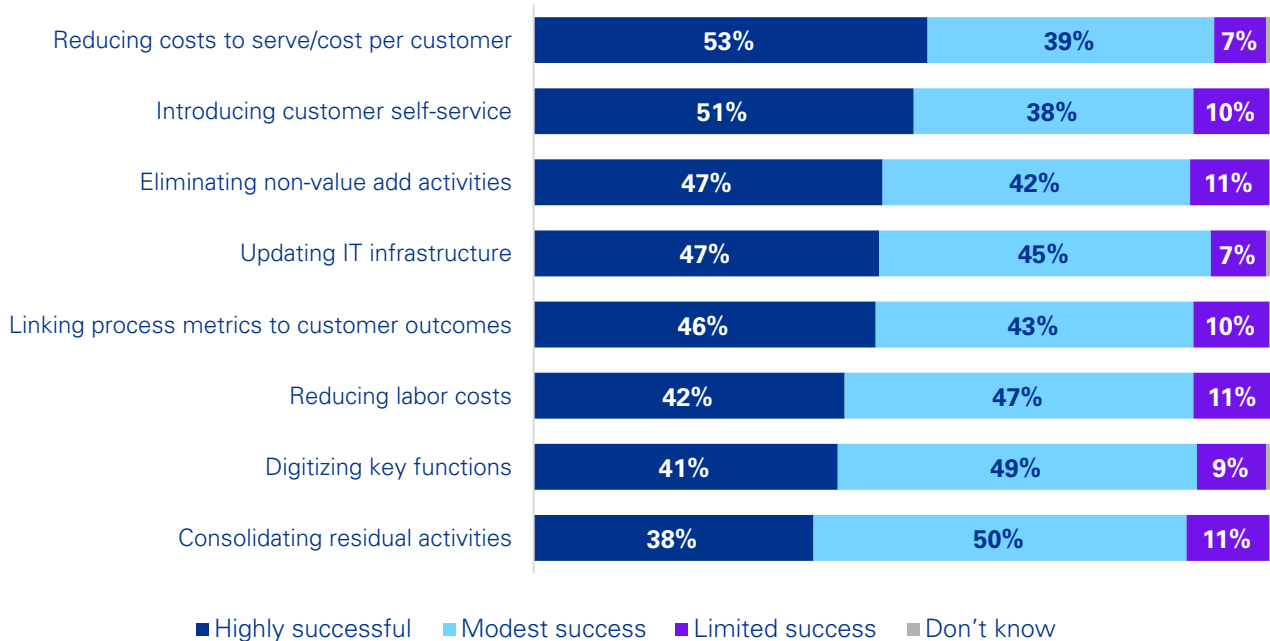 Reducing costs to serve/cost per customer 53% 39% 7%
Introducing customer self-service 51% 38% 10%
Eliminating non-value add activities 47% 42% 11%
Updating IT infrastructure 47% 45% 7%
Linking process metrics to customer outcomes 46% 43% 10%
Reducing labor costs 42% 47% 11%
Digitizing key functions 41% 49% 9%
Consolidating residual activities 38% 50% 11%
Highly successful Modest success Limited success Don’t know